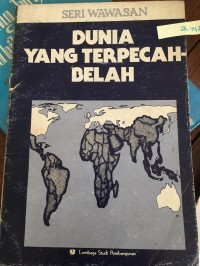 SERI WAWASAN
DUNIA
YANG TERPECAH
BELAH
Lembaga Studi Pembangunan